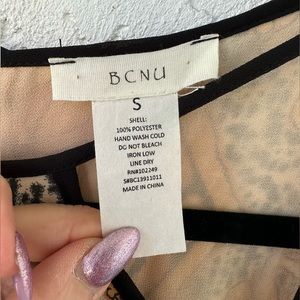 BCNU
S
SHELL:
100% POLYESTER
HAND WASH COLD
DO NOT BLEACH
IRON LOW
LINE DRY
RN#102249
S#BC13911011
MADE IN CHINA